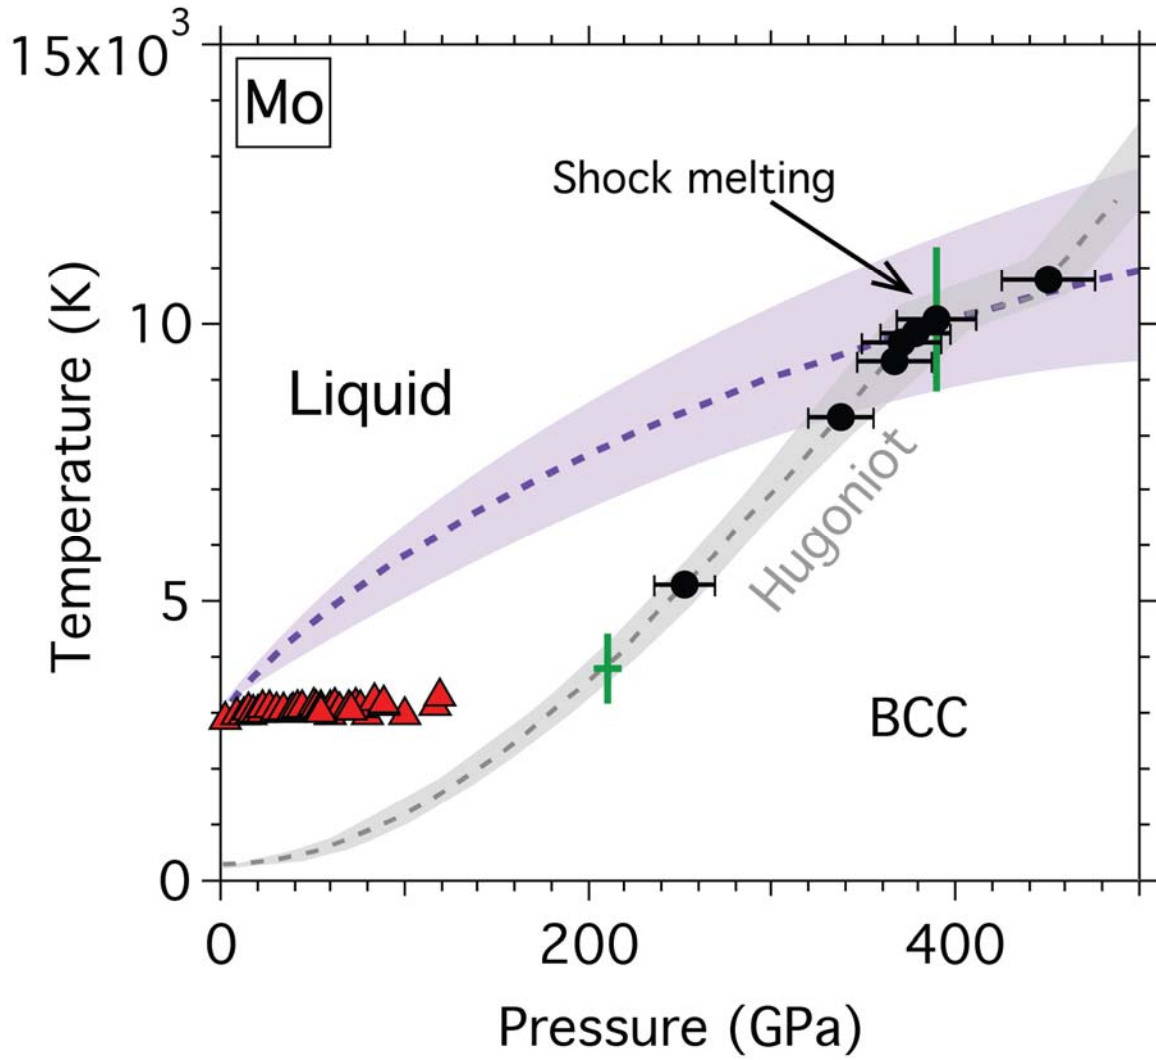 15x10³
Mo
Shock melting
10
Liquid
Hugoniot
5
BCC
0
0
200
400
Temperature (K)
Pressure (GPa)